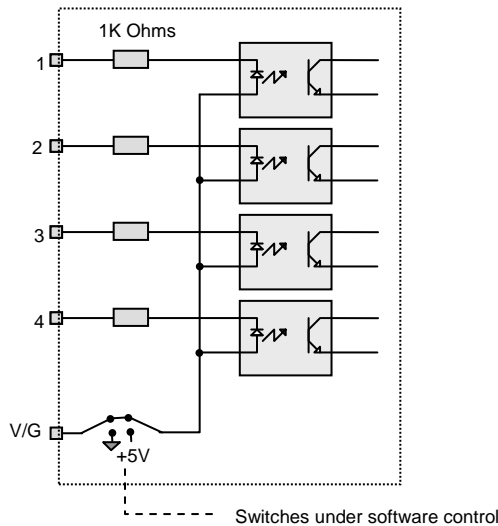 1K Ohms
1
2
3
4
V/G
+5V
Switches under software control